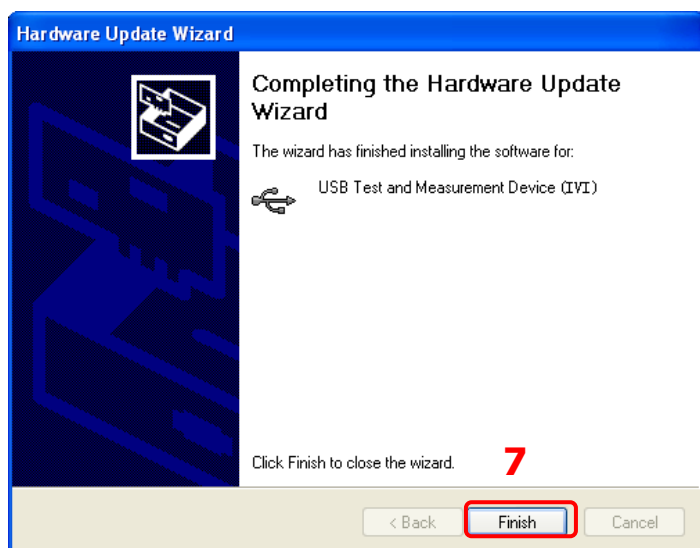 Hardware Update Wizard
Completing the Hardware Update
Wizard
The wizard has finished installing the software for:
USB Test and Measurement Device (IVI)
Click Finish to close the wizard.
7
< Back
Finish
Cancel